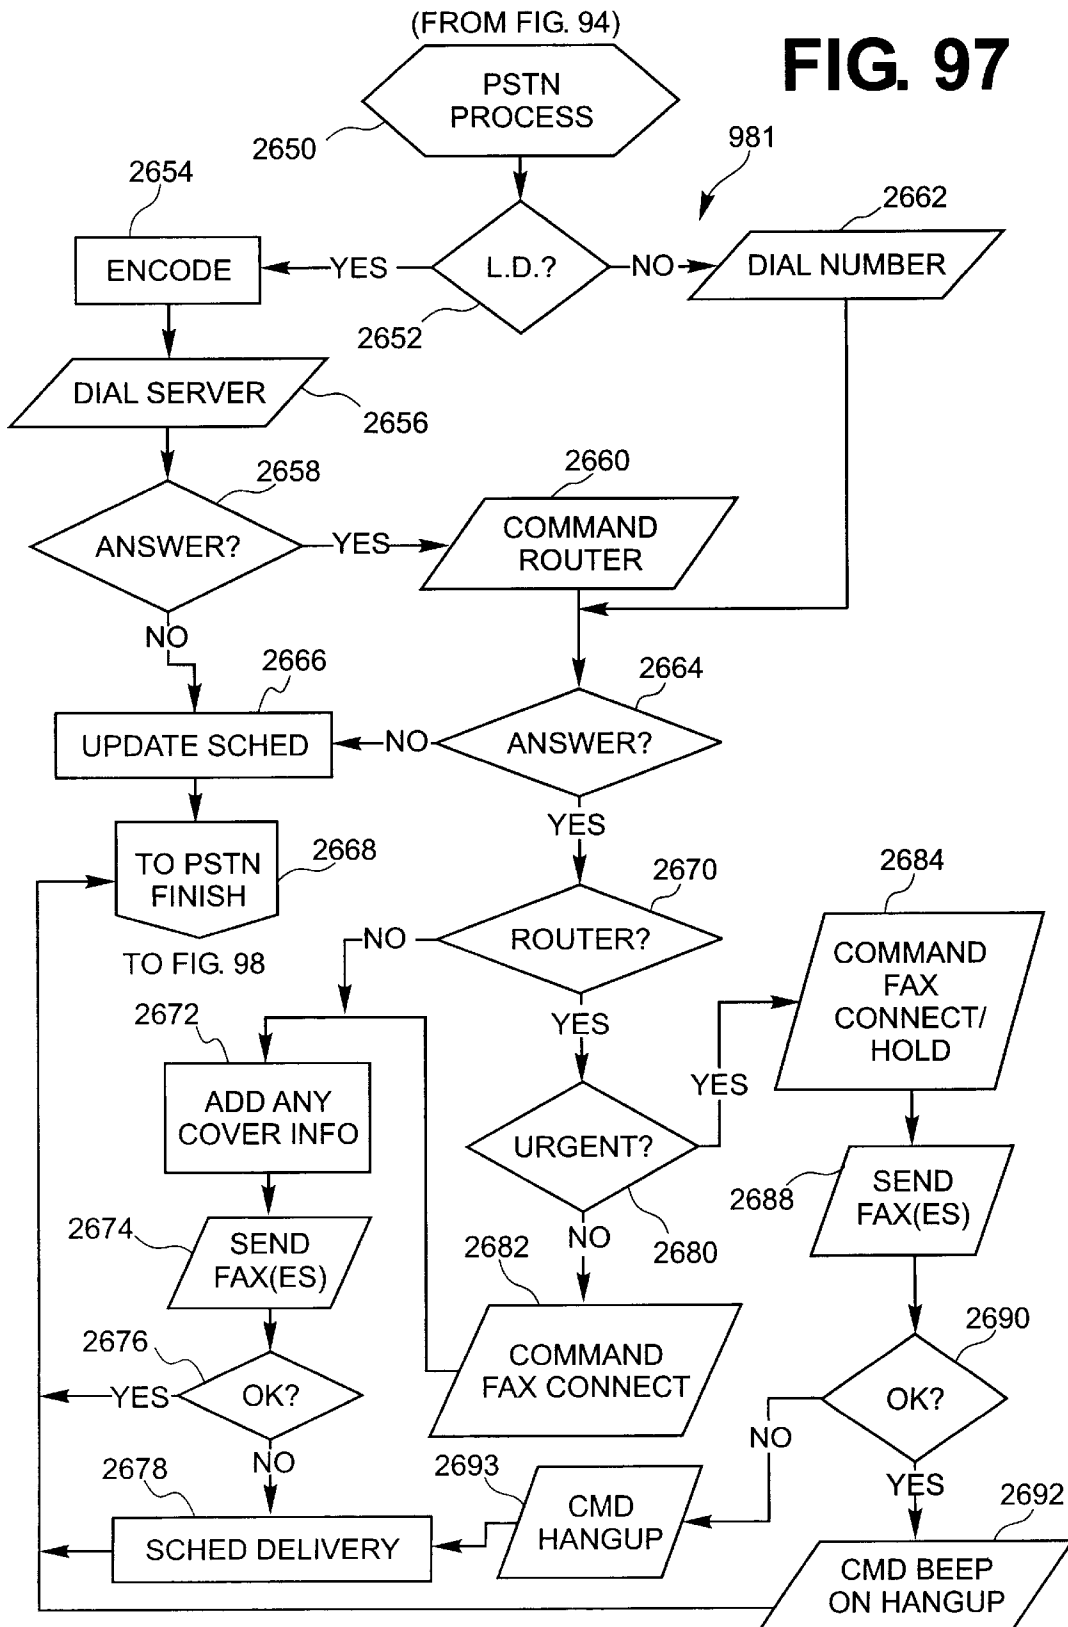 (FROM FIG. 94)
FIG. 97
PSTN
PROCESS
2650
981
2654
2662
ENCODE
YES
L.D.?
NO
DIAL NUMBER
2652
DIAL SERVER
2656
2658
2660
ANSWER?
YES
COMMAND
ROUTER
NO
2666
2664
UPDATE SCHED
NO
ANSWER?
YES
TO PSTN
FINISH
2668
2670
2684
NO
ROUTER?
TO FIG. 98
COMMAND
FAX
CONNECT/
HOLD
2672
YES
YES
ADD ANY
COVER INFO
URGENT?
2688
SEND
FAX(ES)
2674
SEND
FAX(ES)
NO
2680
2682
2690
2676
COMMAND
FAX CONNECT
YES
OK?
OK?
NO
NO
2678
2693
YES
2692
SCHED DELIVERY
CMD
HANGUP
CMD BEEP
ON HANGUP